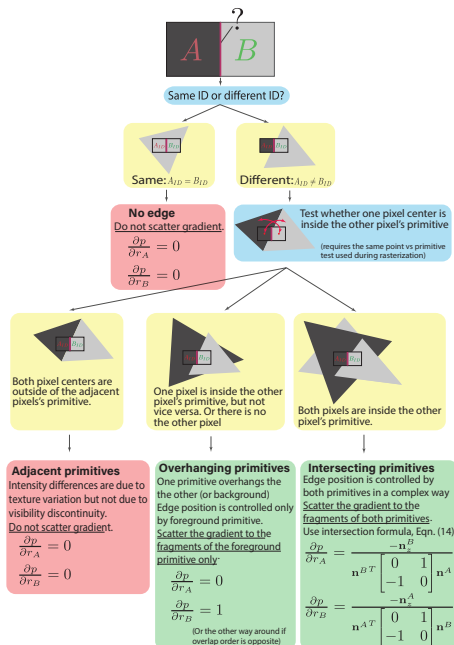 ?
A B
Same ID or different ID?
A_ID B_ID
A_ID B_ID
Same: A_ID = B_ID
Different: A_ID ≠ B_ID
No edge
Do not scatter gradient.
∂p/∂r_A = 0
∂p/∂r_B = 0
Test whether one pixel center is
inside the other pixel's primitive
(requires the same point vs primitive
test used during rasterization)
B_ID
B_ID
B_ID
Both pixel centers are
outside of the adjacent
pixels's primitive.
One pixel is inside the other
pixel's primitive, but not
vice versa. Or there is no
the other pixel
Both pixels are inside the other
pixel's primitive.
Adjacent primitives
Intensity differences are due to
texture variation but not due to
visibility discontinuity.
Do not scatter gradient.
∂p/∂r_A = 0
∂p/∂r_B = 0
Overhanging primitives
One primitive overhangs the
the other (or background)
Edge position is controlled only
by foreground primitive.
Scatter the gradient to the
fragments of the foreground
primitive only.
∂p/∂r_A = 0
∂p/∂r_B = 1
(Or the other way around if
overlap order is opposite)
Intersecting primitives
Edge position is controlled by
both primitives in a complex way
Scatter the gradient to the
fragments of both primitives.
Use intersection formula, Eqn. (14)
∂p/∂r_A = -n_z^B / n^{BT} [0 1; -1 0] n^A
∂p/∂r_B = -n_z^A / n^{AT} [0 1; -1 0] n^B